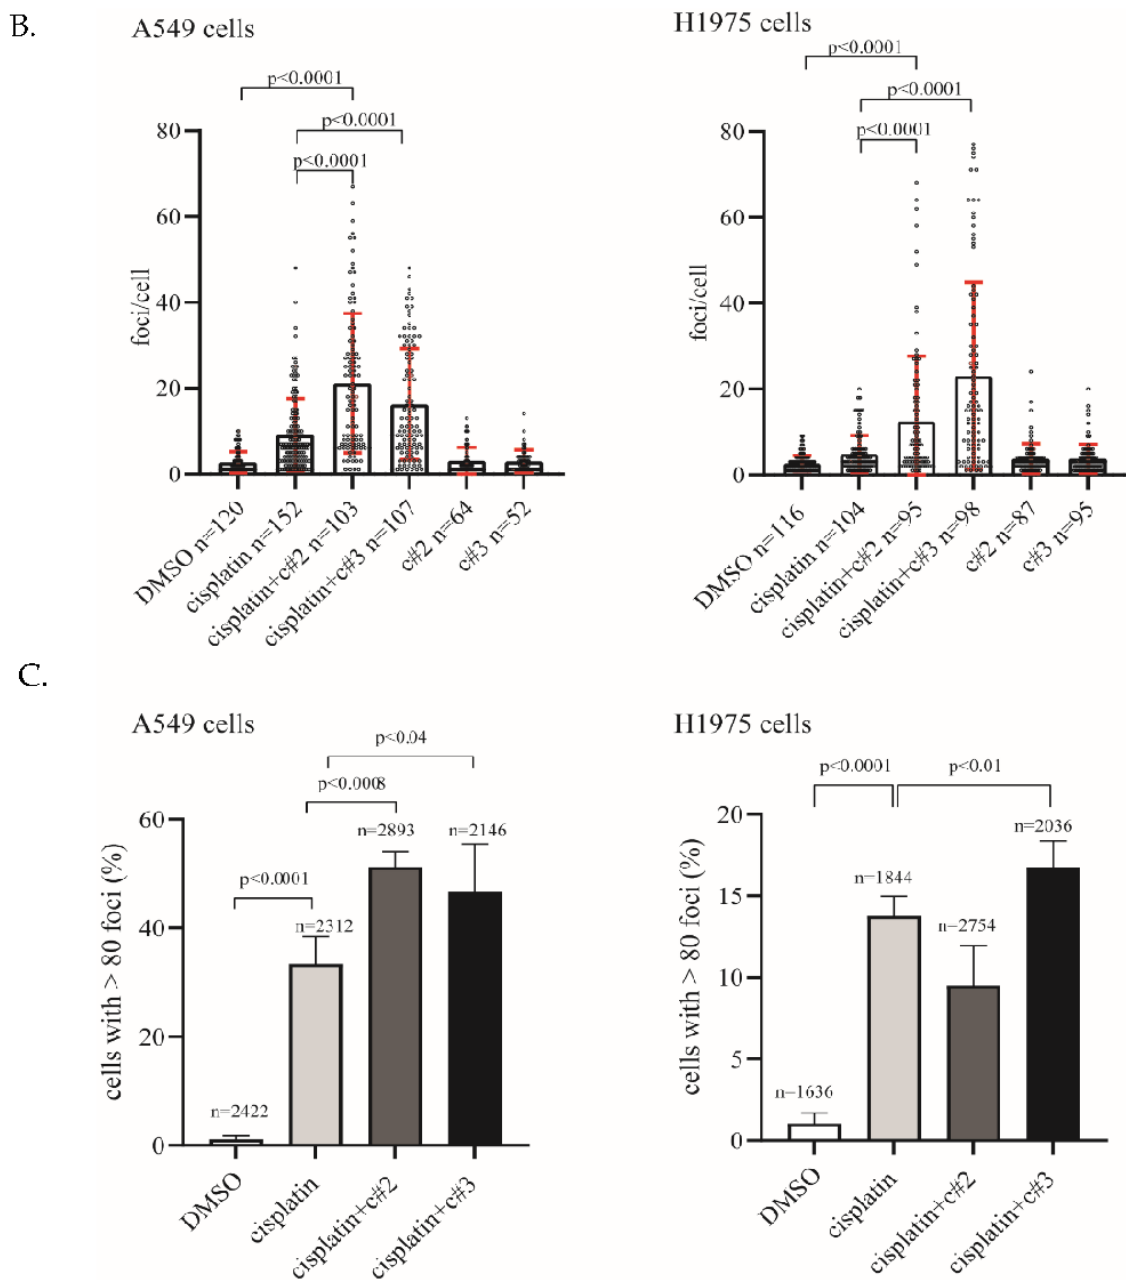 B.
A549 cells
H1975 cells
p<0.0001
p<0.0001
p<0.0001
80
60
40
20
0
foci/cell
DMSO n=120
cisplatin n=152
cisplatin+c#2 n=103
cisplatin+c#3 n=107
c#2 n=64
c#3 n=52
p<0.0001
p<0.0001
p<0.0001
80
60
40
20
0
foci/cell
DMSO n=116
cisplatin n=104
cisplatin+c#2 n=95
cisplatin+c#3 n=98
c#2 n=87
c#3 n=95
C.
A549 cells
H1975 cells
p<0.04
p<0.0008
p<0.0001
60
40
20
0
cells with > 80 foci (%)
n=2422
n=2312
n=2893
n=2146
DMSO
cisplatin
cisplatin+c#2
cisplatin+c#3
p<0.0001
p<0.01
20
15
10
5
0
cells with > 80 foci (%)
n=1636
n=1844
n=2754
n=2036
DMSO
cisplatin
cisplatin+c#2
cisplatin+c#3